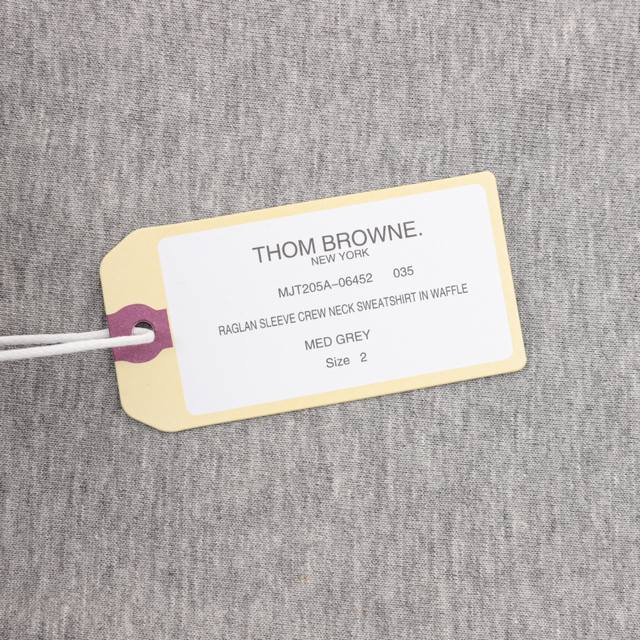 THOM BROWNE.
NEW YORK
MJT205A-06452 035
RAGLAN SLEEVE CREW NECK SWEATSHIRT IN WAFFLE
MED GREY
Size 2